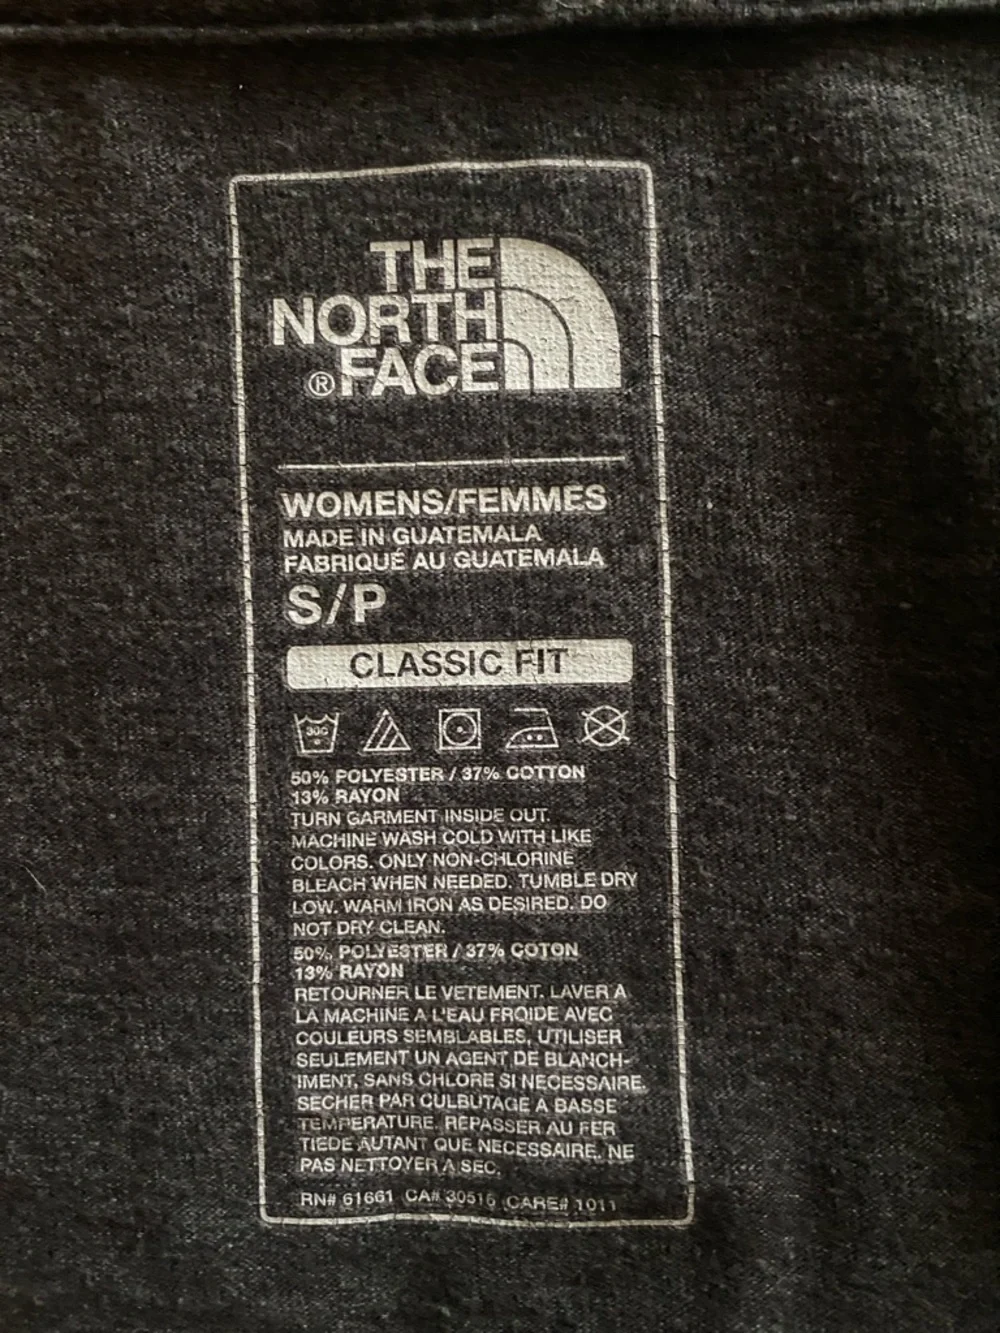 THE
NORTH
®FACE
WOMENS/FEMMES
MADE IN GUATEMALA
FABRIQUÉ AU GUATEMALA
S/P
CLASSIC FIT
30C
50% POLYESTER / 37% COTTON
13% RAYON
TURN GARMENT INSIDE OUT.
MACHINE WASH COLD WITH LIKE
COLORS. ONLY NON-CHLORINE
BLEACH WHEN NEEDED. TUMBLE DRY
LOW. WARM IRON AS DESIRED. DO
NOT DRY CLEAN.
50% POLYESTER / 37% COTON
13% RAYON
RETOURNER LE VETEMENT. LAVER A
LA MACHINE A L'EAU FROIDE AVEC
COULEURS SEMBLABLES, UTILISER
SEULEMENT UN AGENT DE BLANCH-
IMENT, SANS CHLORE SI NECESSAIRE.
SECHER PAR CULBUTAGE A BASSE
TEMPERATURE. REPASSER AU FER
TIEDE AUTANT QUE NECESSAIRE. NE
PAS NETTOYER A SEC.
RN# 61661 CA# 30516 CARE# 1011